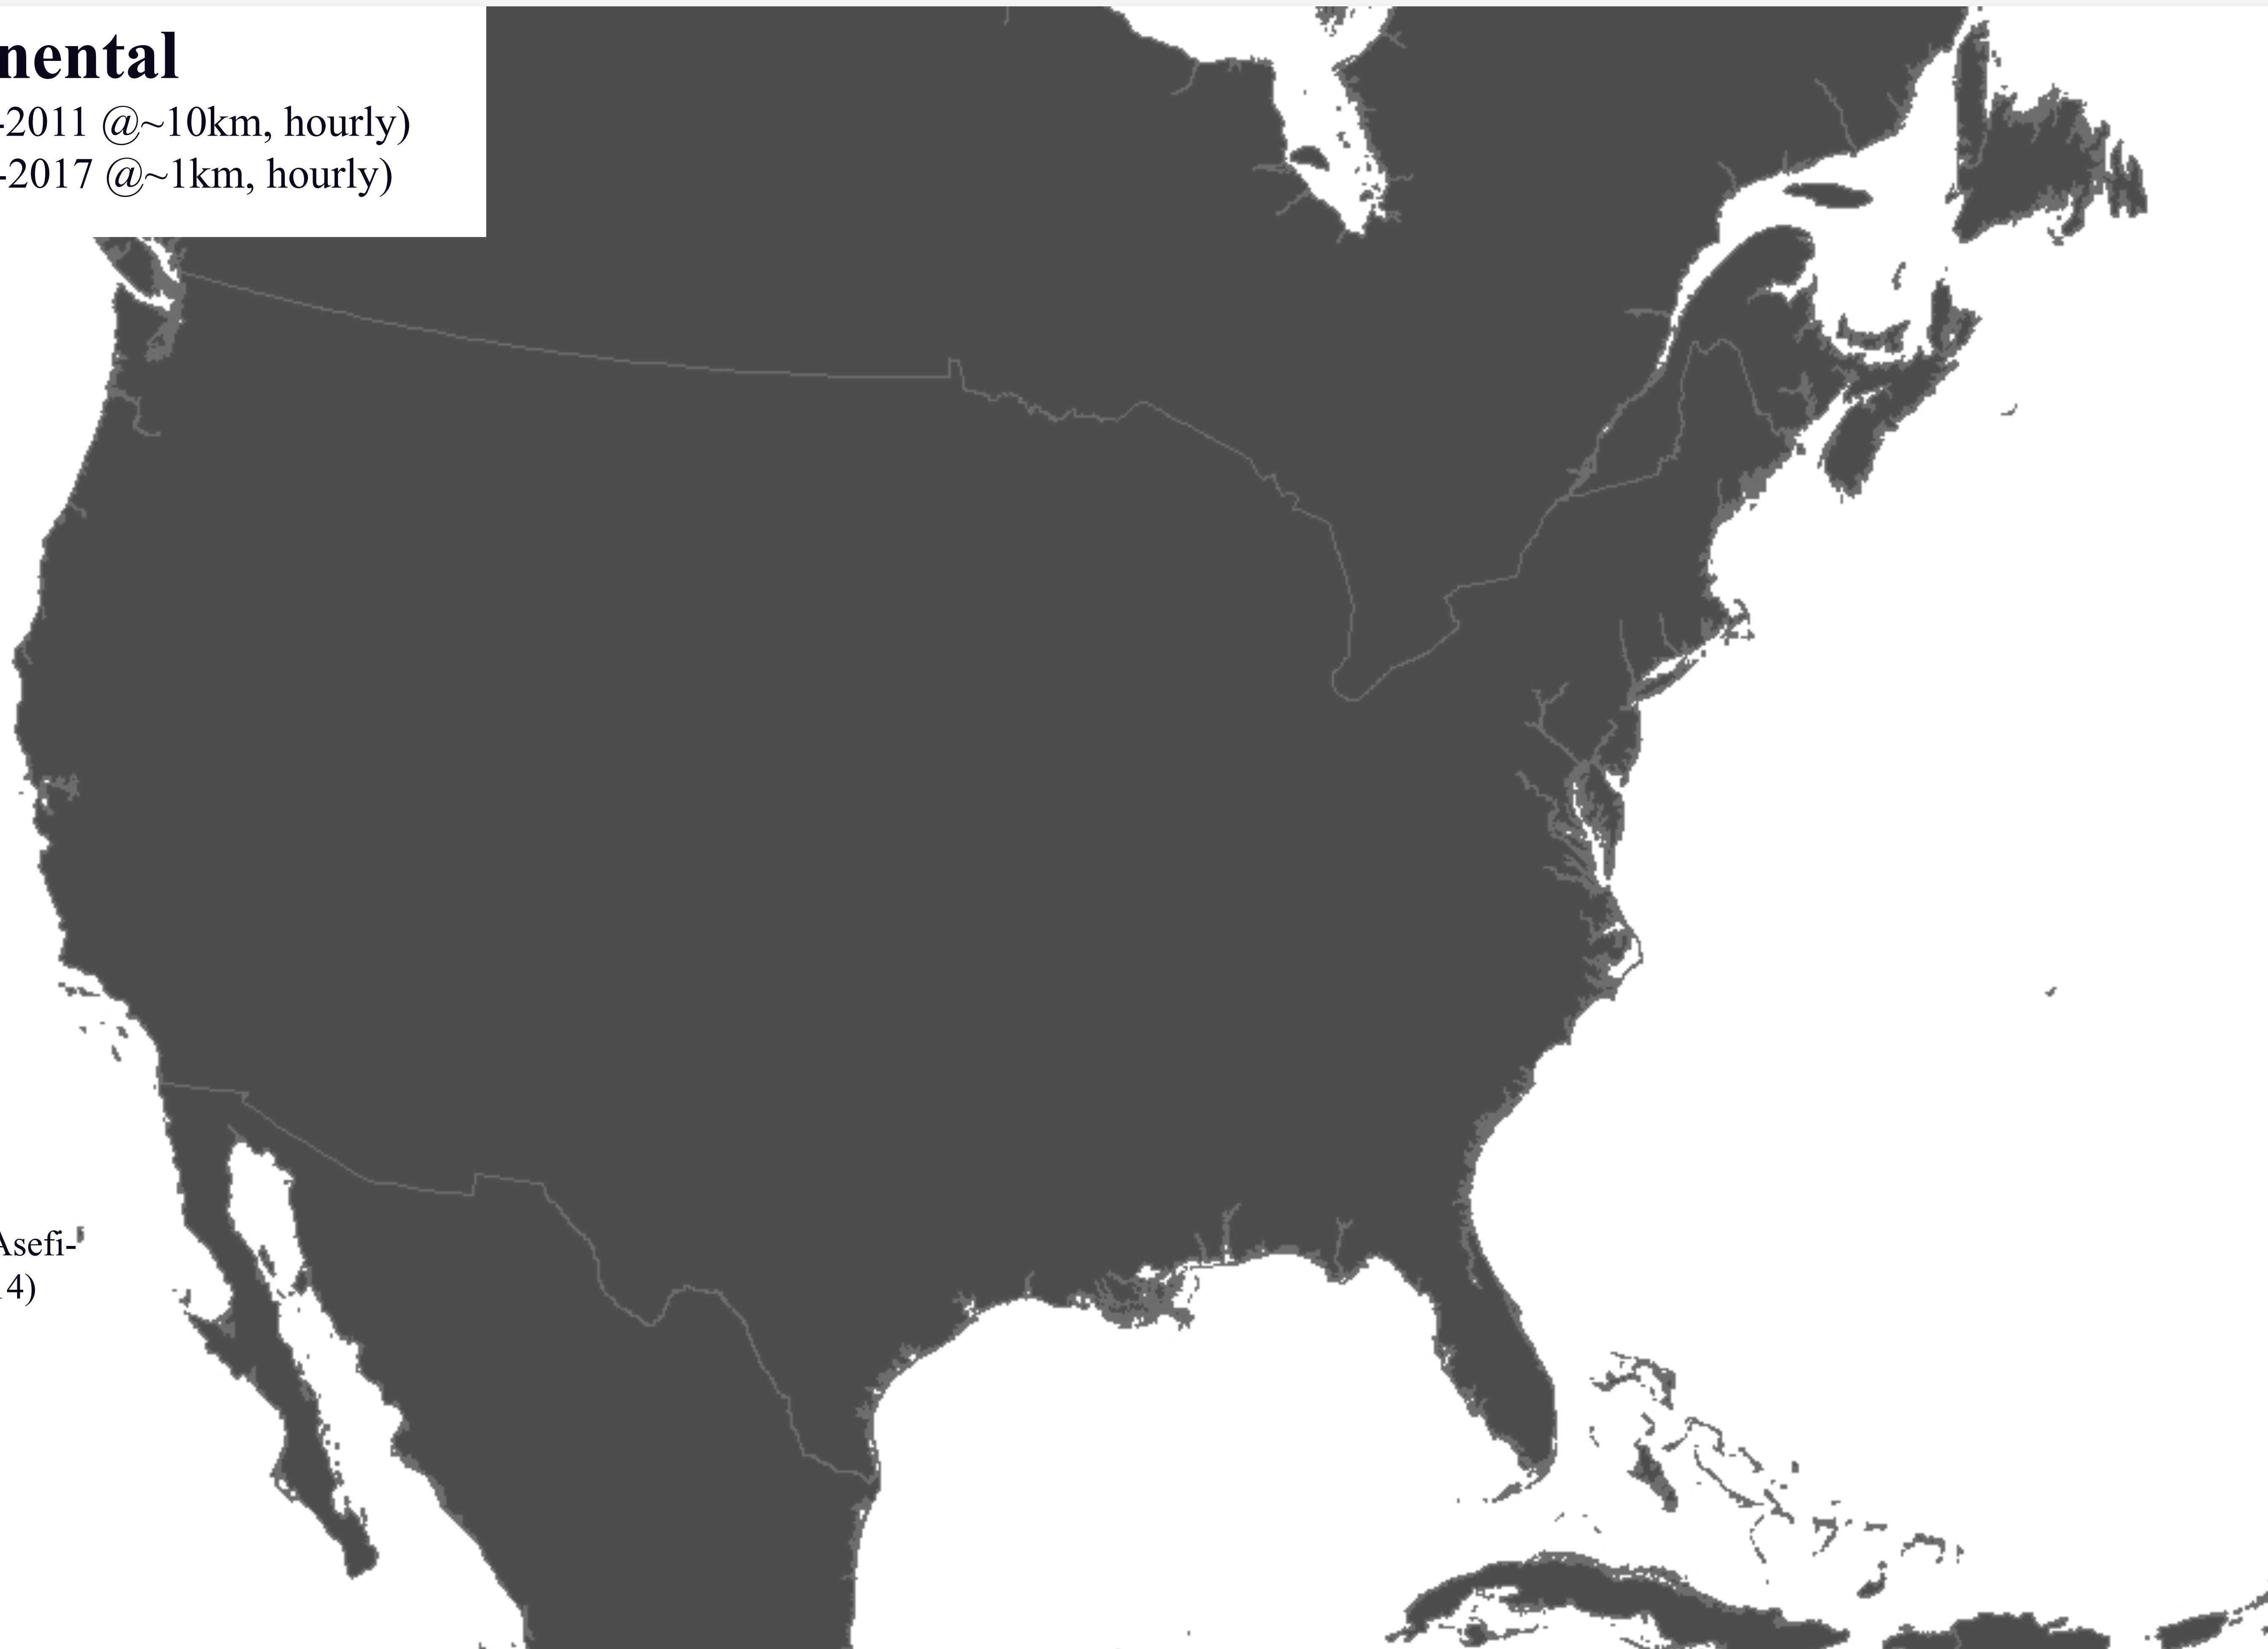 nental
-2011 @~10km, hourly)
-2017 @~1km, hourly)
Asefi-
4)